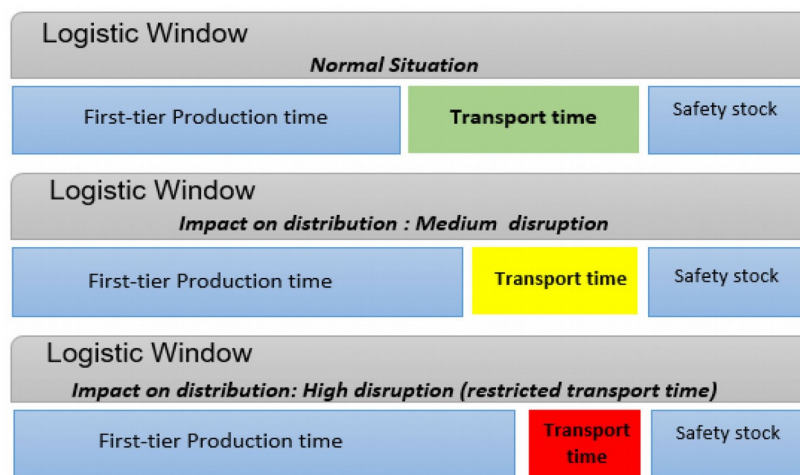 Logistic Window
Normal Situation
First-tier Production time
Transport time
Safety stock
Logistic Window
Impact on distribution : Medium disruption
First-tier Production time
Transport time
Safety stock
Logistic Window
Impact on distribution: High disruption (restricted transport time)
First-tier Production time
Transport
time
Safety stock